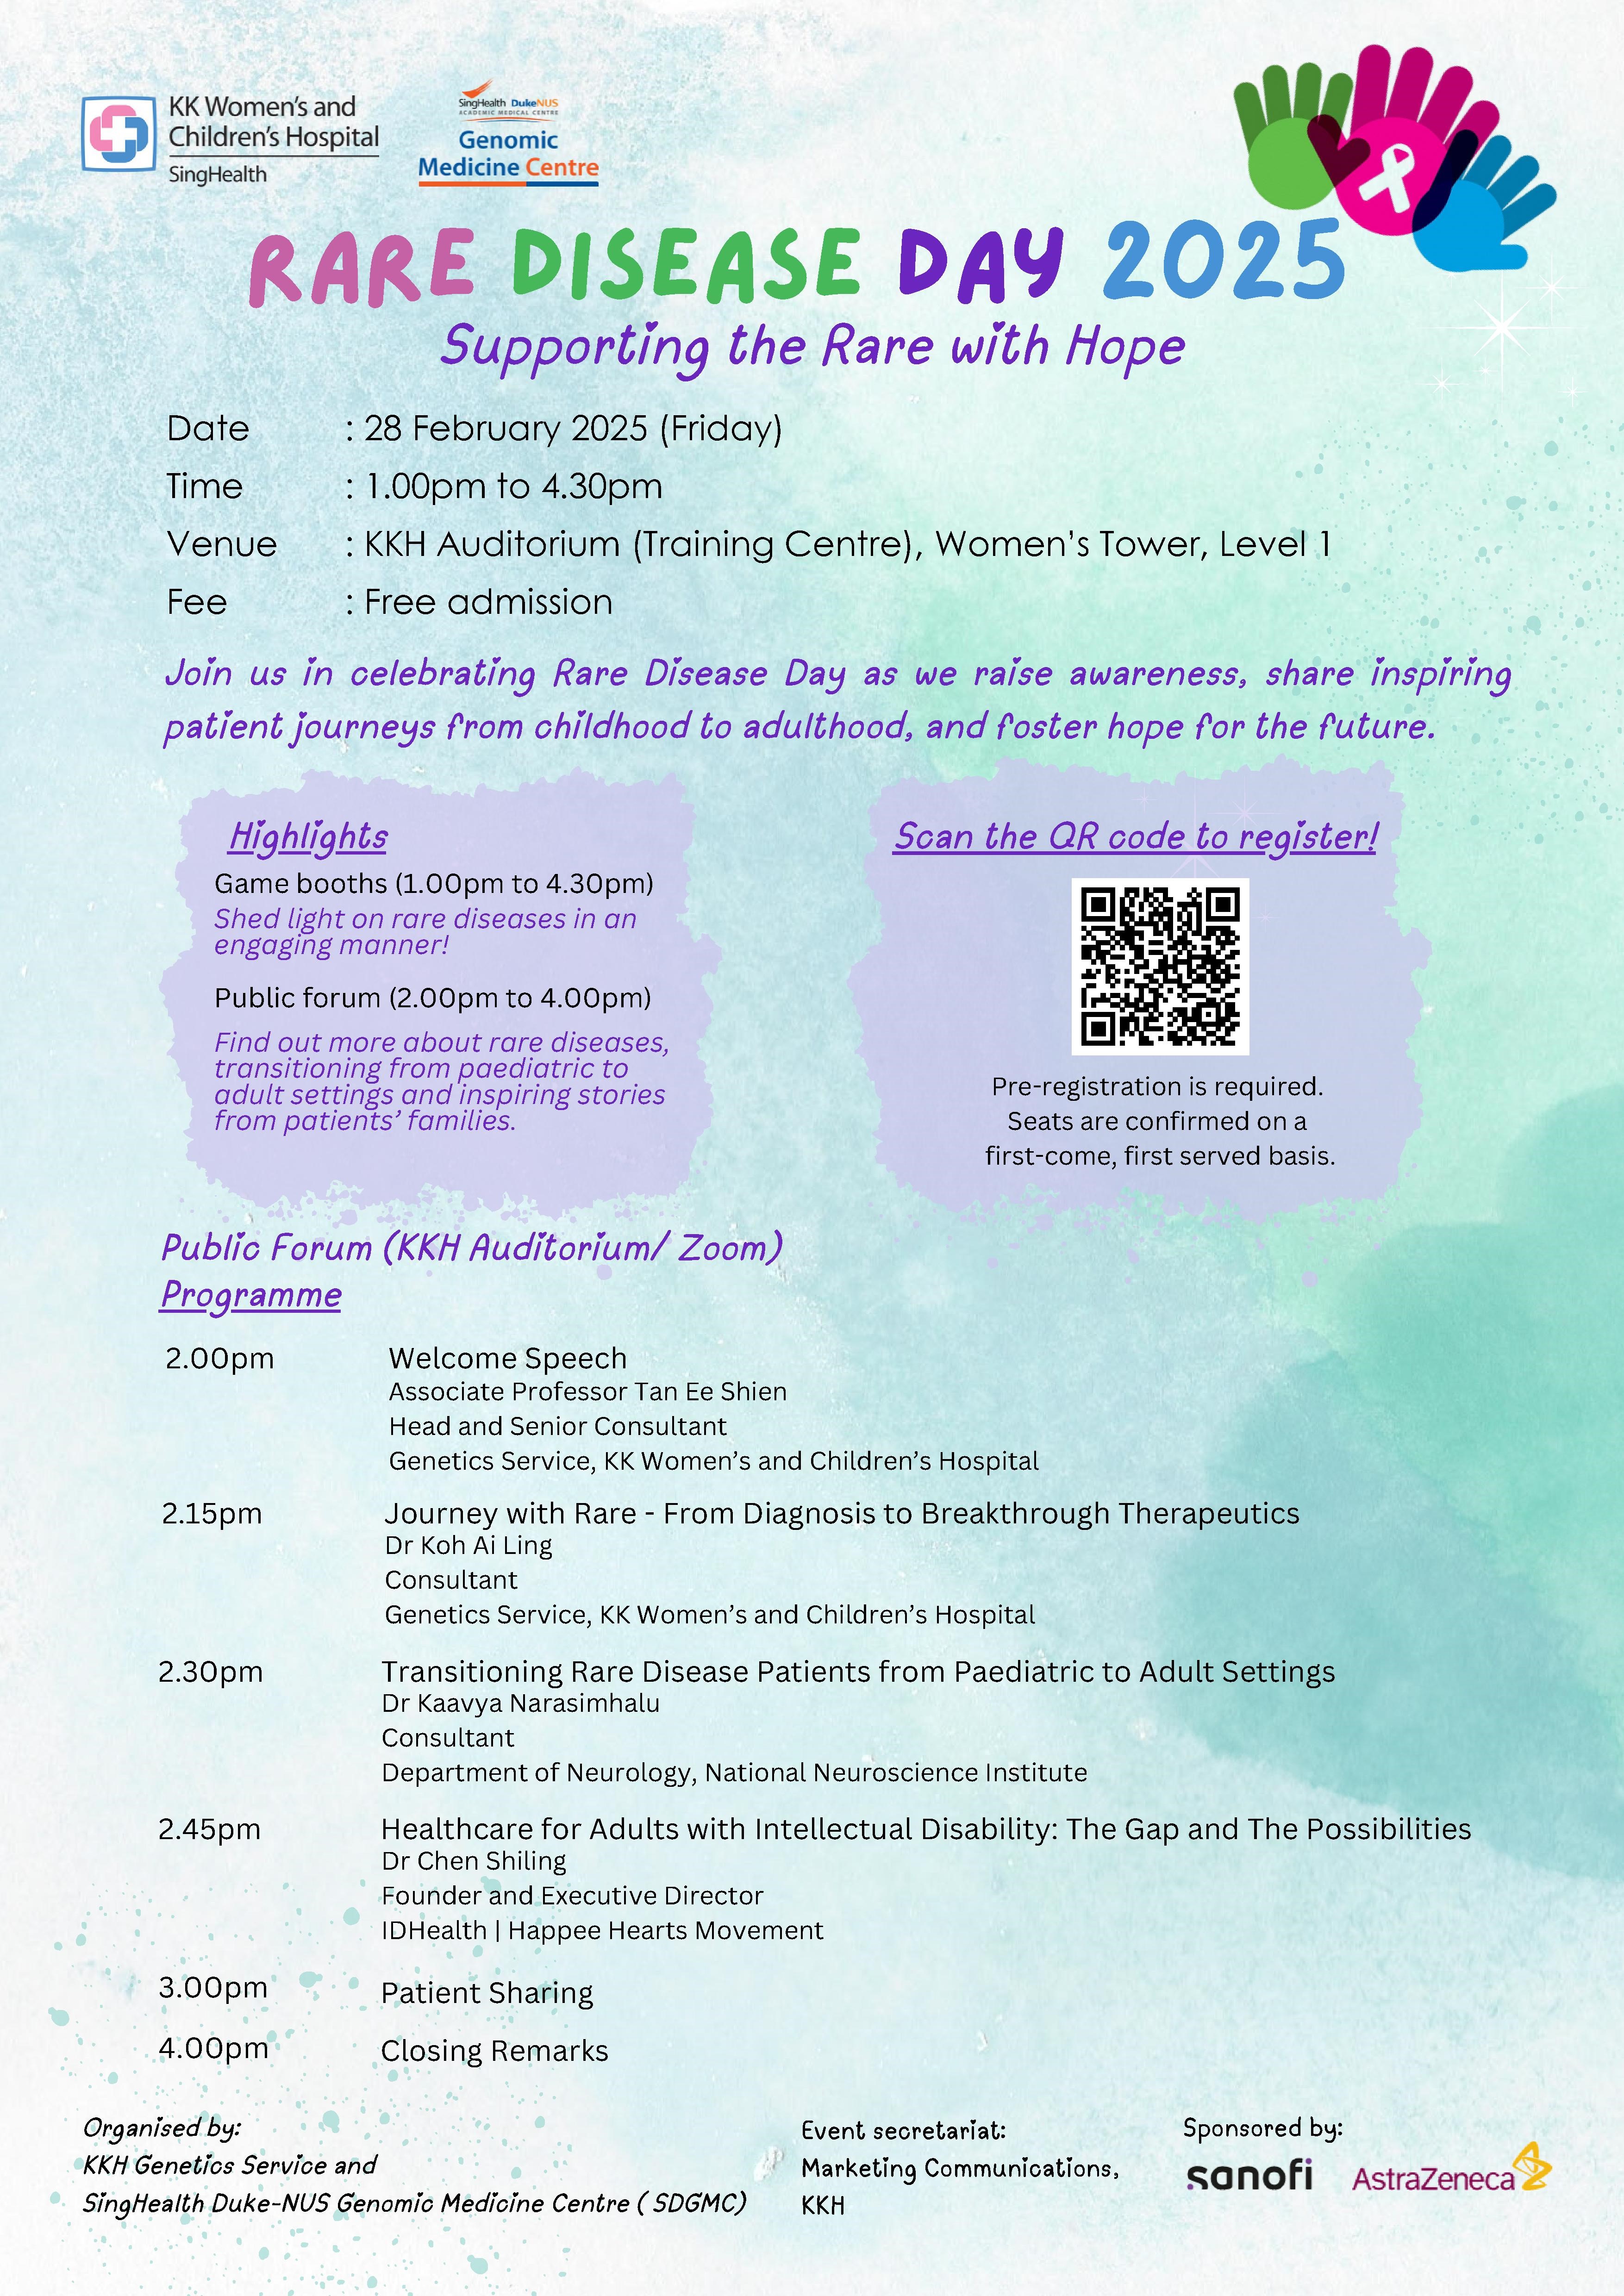 KK Women's and
Children's Hospital
SingHealth
SingHealth DukeNUS
ACADEMIC MEDICAL CENTRE
Genomic
Medicine Centre
RARE DISEASE DAY 2025
Supporting the Rare with Hope
Date : 28 February 2025 (Friday)
Time : 1.00pm to 4.30pm
Venue : KKH Auditorium (Training Centre), Women's Tower, Level 1
Fee : Free admission
Join us in celebrating Rare Disease Day as we raise awareness, share inspiring
patient journeys from childhood to adulthood, and foster hope for the future.
Highlights
Game booths (1.00pm to 4.30pm)
Shed light on rare diseases in an
engaging manner!
Public forum (2.00pm to 4.00pm)
Find out more about rare diseases,
transitioning from paediatric to
adult settings and inspiring stories
from patients' families.
Scan the QR code to register!
Pre-registration is required.
Seats are confirmed on a
first-come, first served basis.
Public Forum (KKH Auditorium/ Zoom)
Programme
2.00pm Welcome Speech
Associate Professor Tan Ee Shien
Head and Senior Consultant
Genetics Service, KK Women's and Children's Hospital
2.15pm Journey with Rare - From Diagnosis to Breakthrough Therapeutics
Dr Koh Ai Ling
Consultant
Genetics Service, KK Women's and Children's Hospital
2.30pm Transitioning Rare Disease Patients from Paediatric to Adult Settings
Dr Kaavya Narasimhalu
Consultant
Department of Neurology, National Neuroscience Institute
2.45pm Healthcare for Adults with Intellectual Disability: The Gap and The Possibilities
Dr Chen Shiling
Founder and Executive Director
IDHealth | Happee Hearts Movement
3.00pm Patient Sharing
4.00pm Closing Remarks
Organised by:
KKH Genetics Service and
SingHealth Duke-NUS Genomic Medicine Centre ( SDGMC)
Event secretariat:
Marketing Communications,
KKH
Sponsored by:
sanofi AstraZeneca